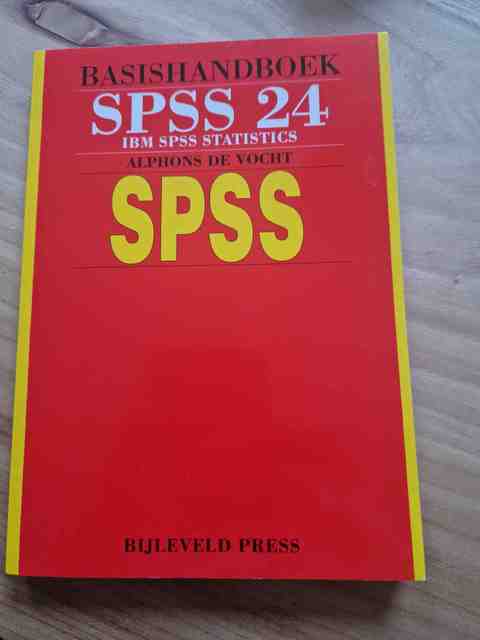 BASISHANDBOEK
SPSS 24
IBM SPSS STATISTICS
ALPHONS DE VOCHT
SPSS
BIJLEVELD PRESS